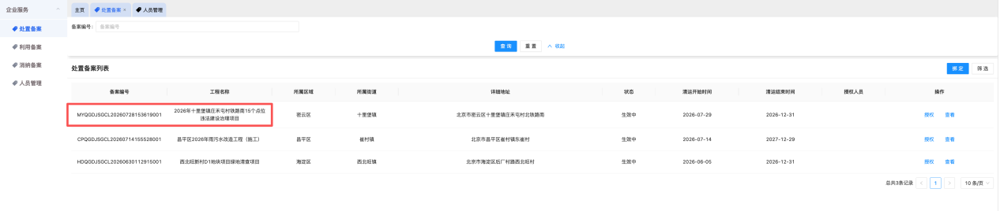 企业服务
主页
处置备案 ×
人员管理
处置备案
利用备案
消纳备案
人员管理
备案编号: 备案编号
查询 重置 收起
处置备案列表
绑定 筛选
备案编号 工程名称 所属区域 所属街道 详细地址 状态 清运开始时间 清运结束时间 授权人员 操作
MYQGDJSGCL20260728153619001 2026年十里堡镇庄禾屯村铁路南15个点位违法建设治理项目 密云区 十里堡镇 北京市密云区十里堡镇庄禾屯村北铁路南 生效中 2026-07-29 2026-12-31 授权 查看
CPQGDJSGCL20260714155528001 昌平区2026年雨污水改造工程（施工） 昌平区 崔村镇 北京市昌平区崔村镇东崔村 生效中 2026-07-14 2027-12-29 授权 查看
HDQGDJSGCL20260630112915001 西北旺新村D1地块项目绿地清查项目 海淀区 西北旺镇 北京市海淀区后厂村路西北旺村 生效中 2026-06-05 2026-12-31 授权 查看
总共3条记录 < 1 > 10 条/页